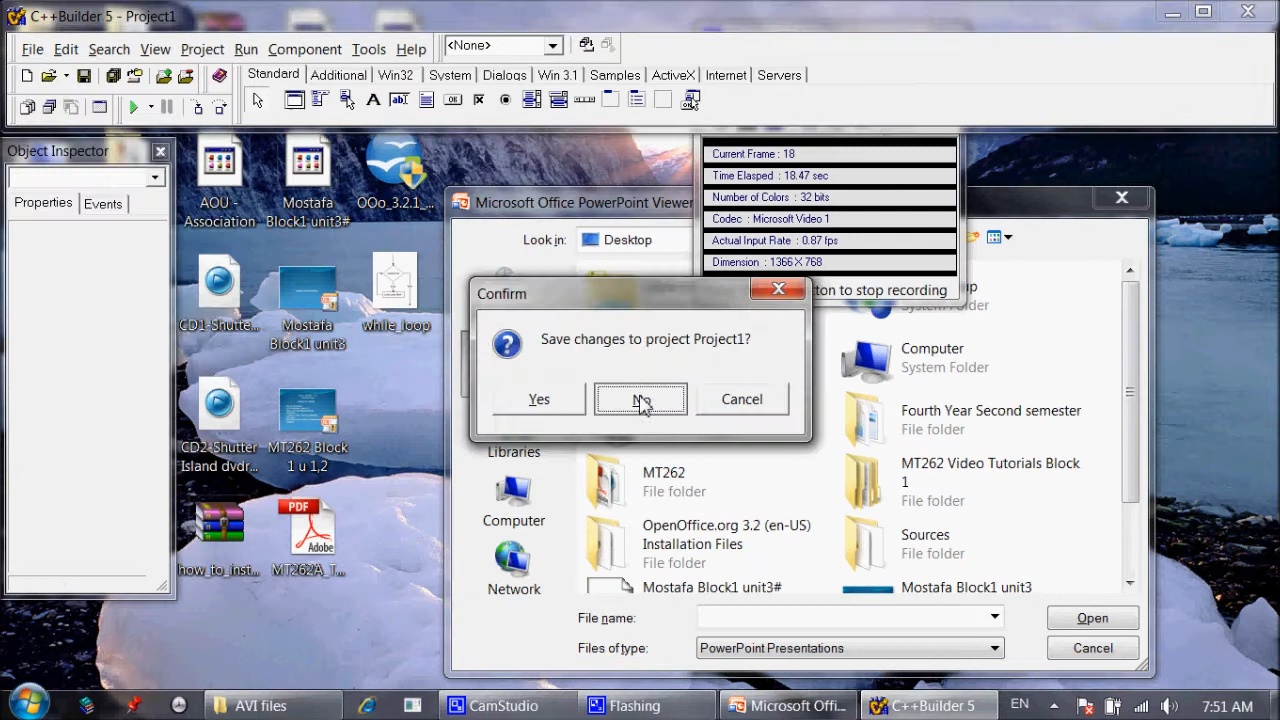 C++Builder 5 - Project1
File Edit Search View Project Run Component Tools Help
<None>
Standard Additional Win32 System Dialogs Win 3.1 Samples ActiveX Internet Servers
Object Inspector
Properties Events
AOU - Association
Mostafa Block1 unit3#
OOo_3.2.1_...
CD1-Shutte...
Mostafa Block1 unit3
while_loop
CD2-Shutter Island dvdr...
MT262 Block 1 u 1,2
how_to_inst...
PDF
Adobe
MT262A_T...
Current Frame : 18
Time Elasped : 18.47 sec
Number of Colors : 32 bits
Codec : Microsoft Video 1
Actual Input Rate : 0.87 fps
Dimension : 1366 X 768
ton to stop recording
Microsoft Office PowerPoint Viewer
Look in: Desktop
System Folder
Computer
System Folder
Fourth Year Second semester
File folder
MT262
File folder
MT262 Video Tutorials Block 1
File folder
OpenOffice.org 3.2 (en-US) Installation Files
File folder
Sources
File folder
Mostafa Block1 unit3#
Mostafa Block1 unit3
Libraries
Computer
Network
File name:
Open
Files of type: PowerPoint Presentations
Cancel
Confirm
Save changes to project Project1?
Yes
Cancel
AVI files
CamStudio
Flashing
Microsoft Offi...
C++Builder 5
EN
7:51 AM